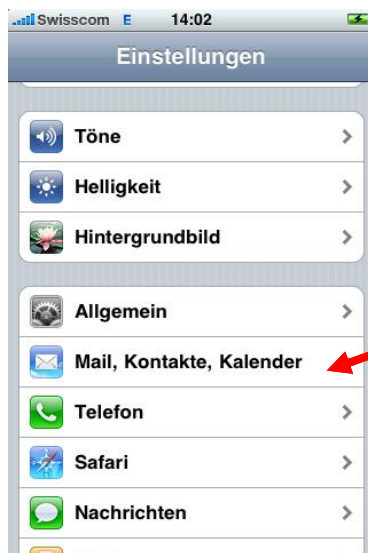 Swisscom E 14:02
Einstellungen
Töne
Helligkeit
Hintergrundbild
Allgemein
Mail, Kontakte, Kalender
Telefon
Safari
Nachrichten